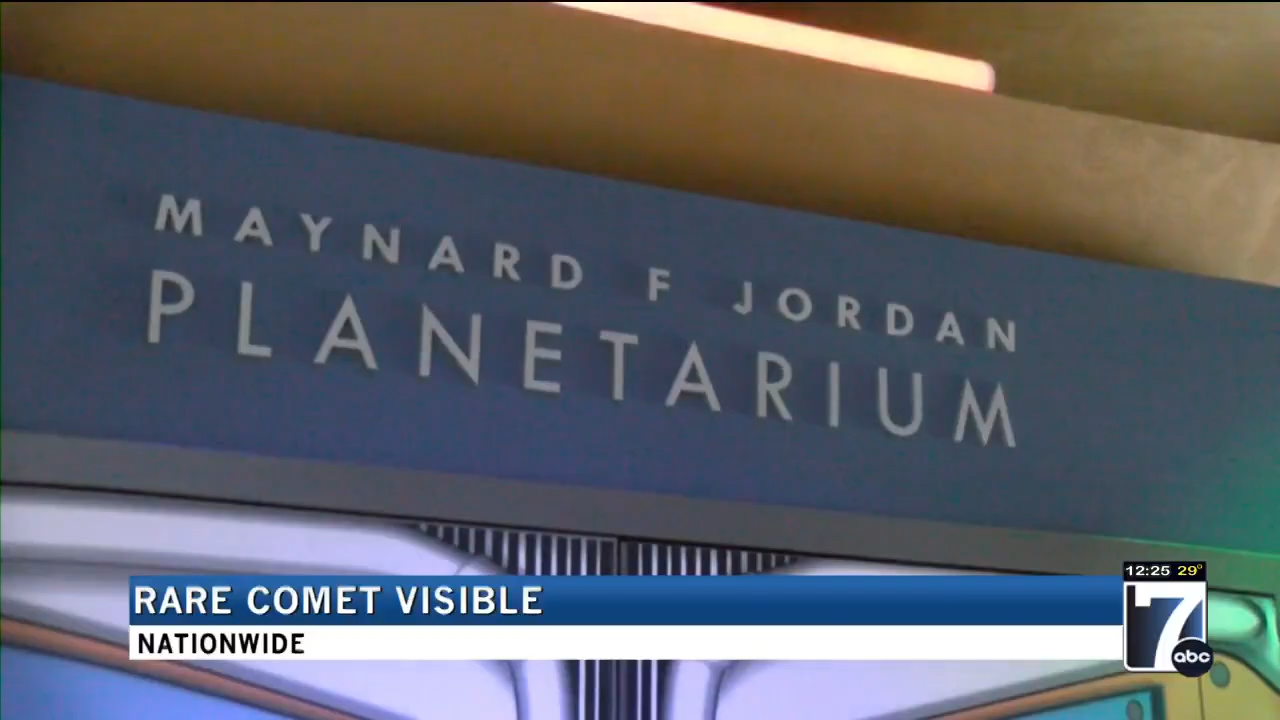 MAYNARD F JORDAN
PLANETARIUM
RARE COMET VISIBLE
NATIONWIDE
12:25 29°
7
abc